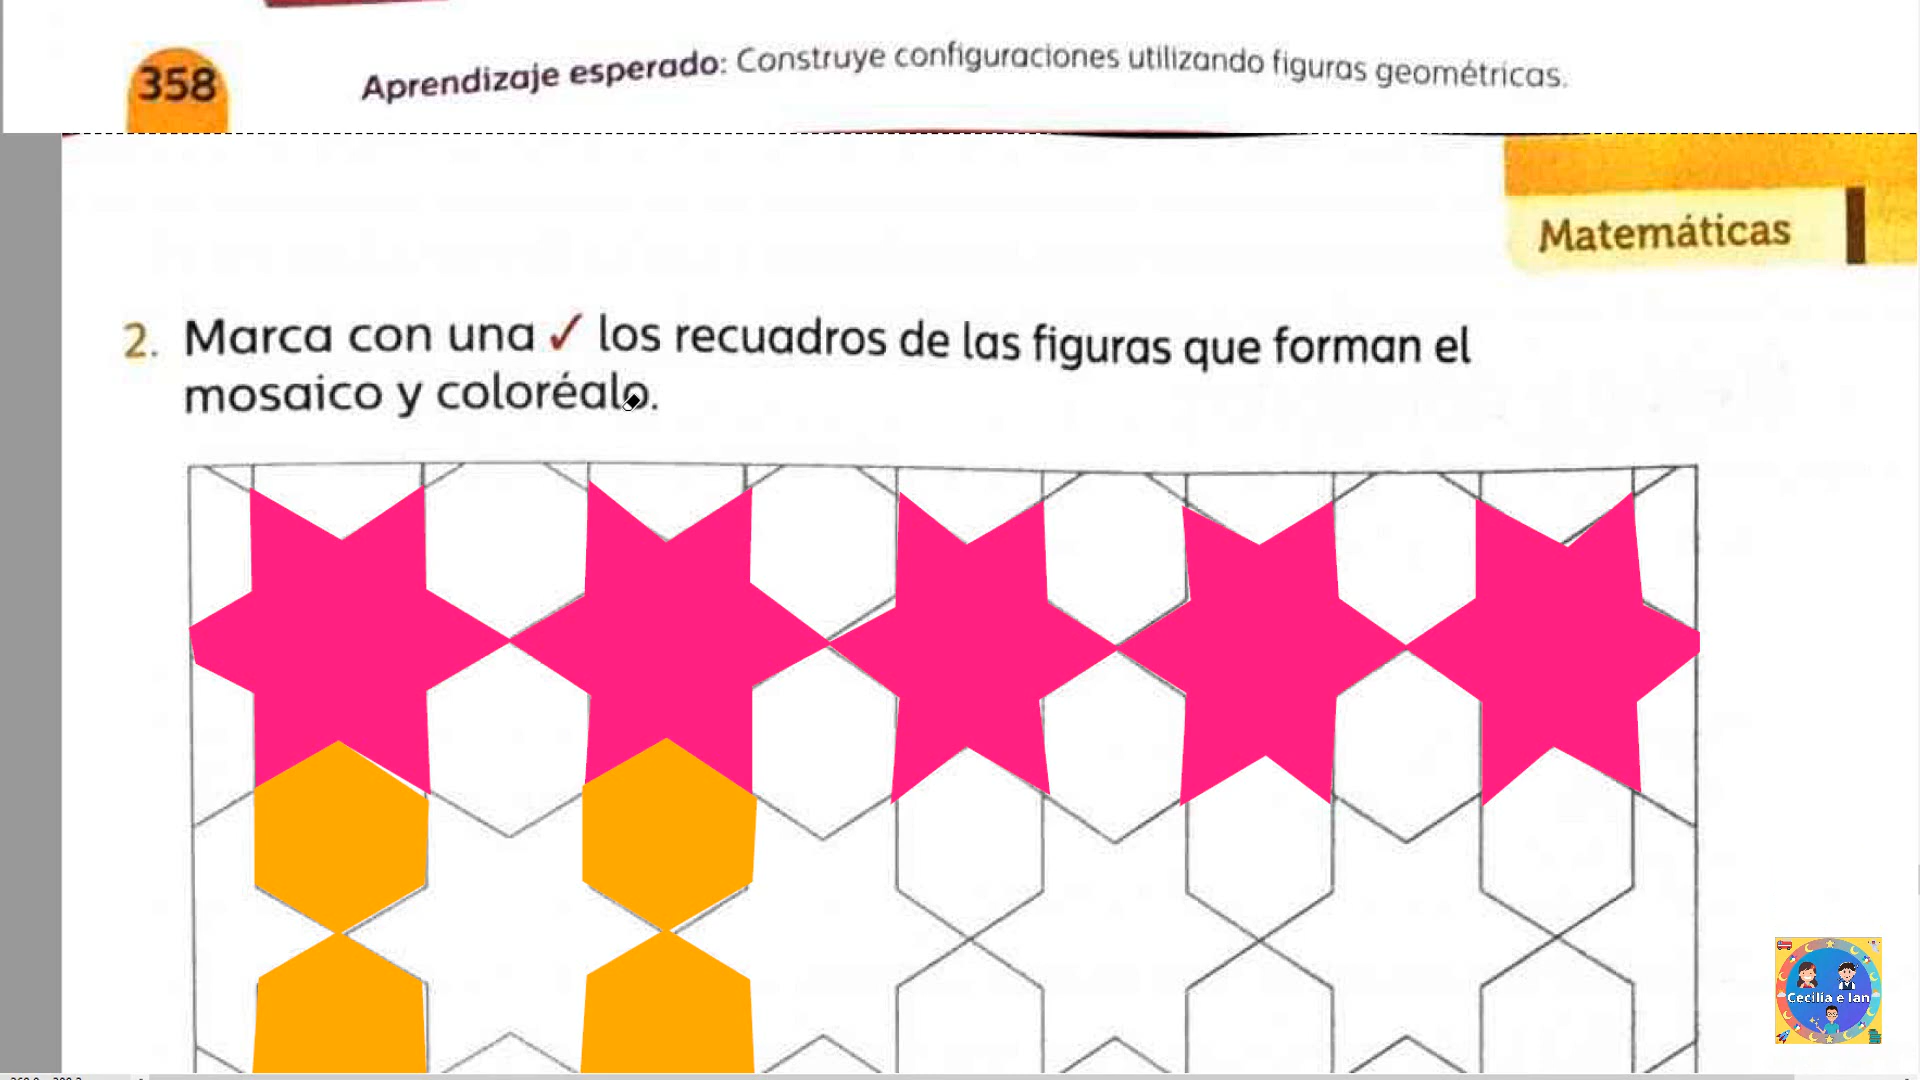 358
Aprendizaje esperado: Construye configuraciones utilizando figuras geométricas.
Matemáticas
2. Marca con una ✓ los recuadros de las figuras que forman el
mosaico y coloréalo.
Cecilia e Ian